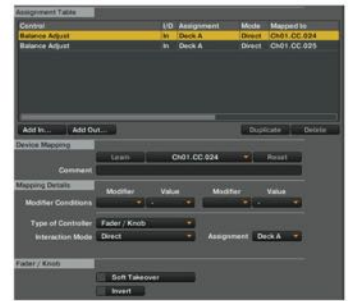 Assignment Table
Control I/O Assignment Mode Mapped to
Balance Adjust In Deck A Direct Ch01.CC.024
Balance Adjust In Deck A Direct Ch01.CC.025
Add In... Add Out... Duplicate Delete
Device Mapping
Learn Ch01.CC.024 Reset
Comment
Mapping Details
Modifier Value Modifier Value
Modifier Conditions - -
Type of Controller Fader / Knob
Interaction Mode Direct Assignment Deck A
Fader / Knob
Soft Takeover
Invert